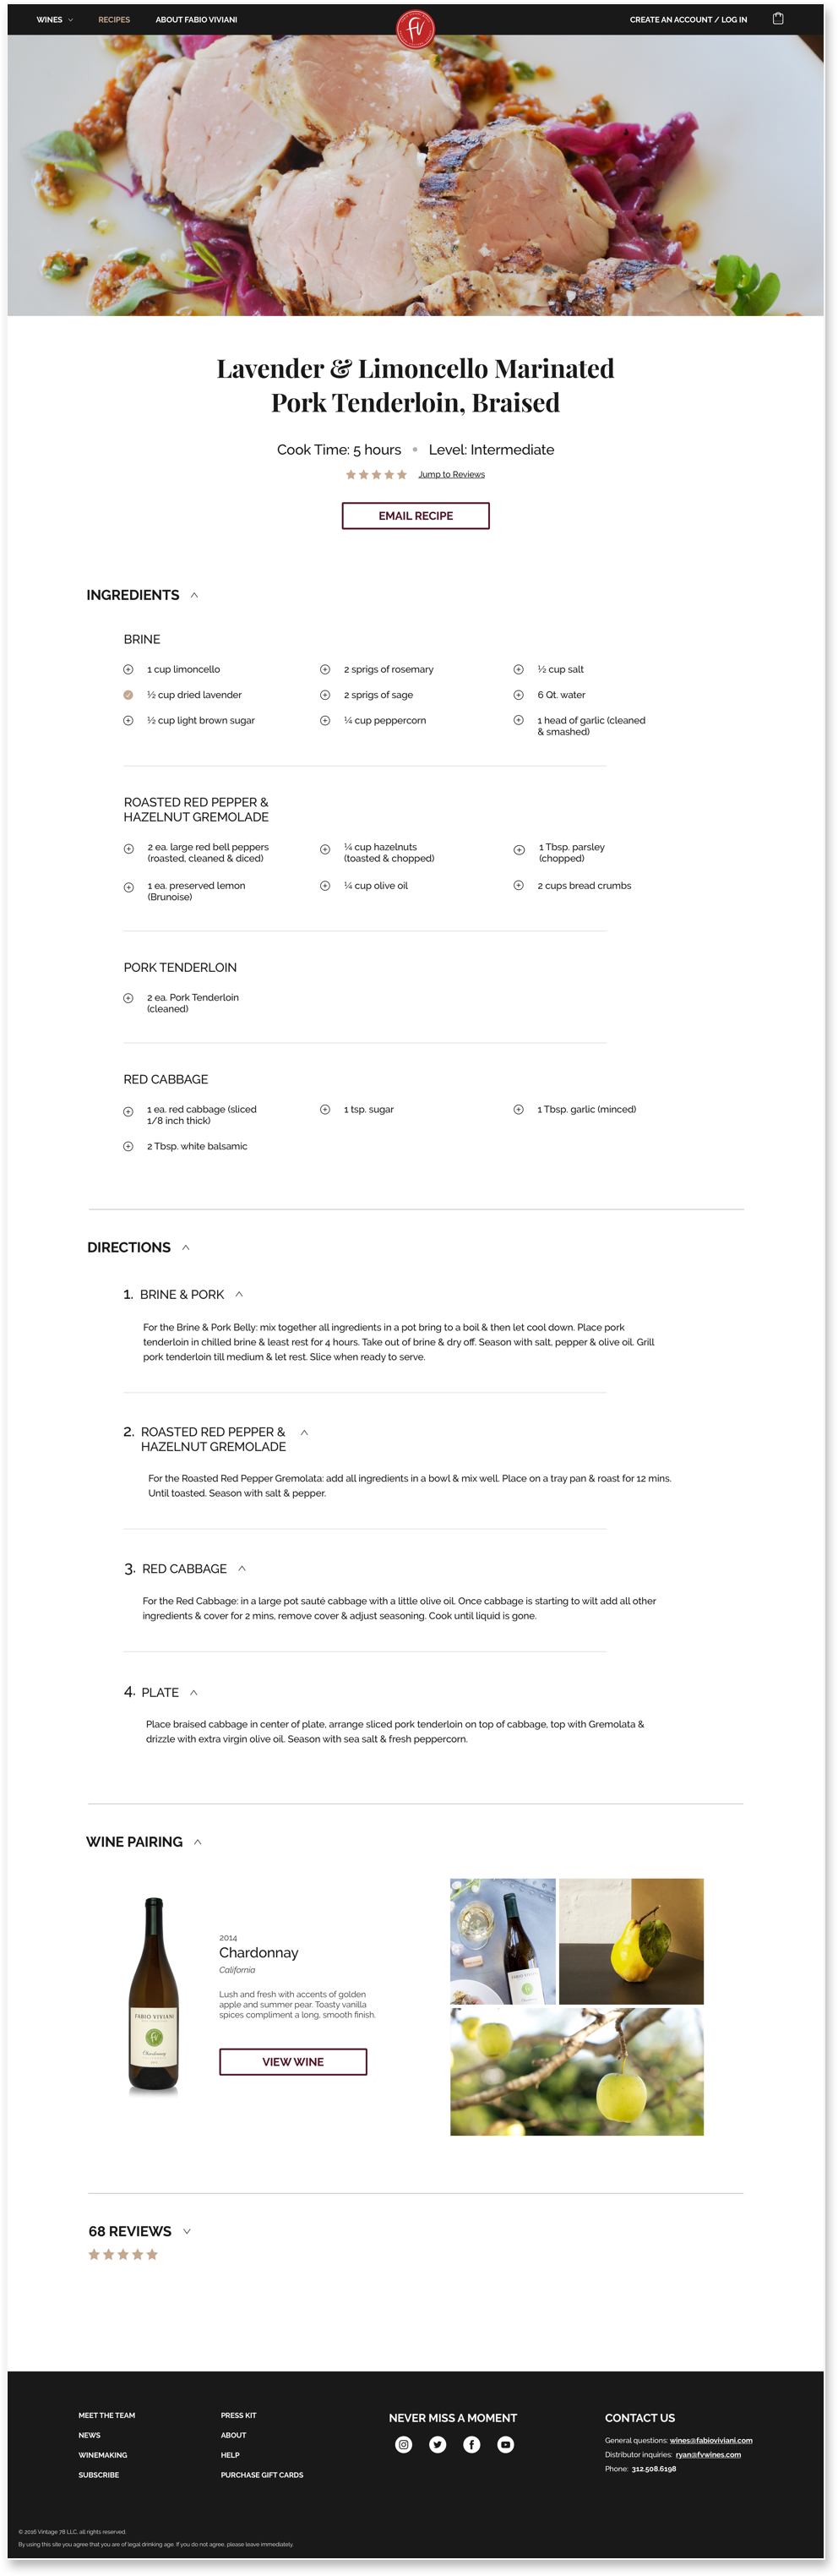 WINES
RECIPES
ABOUT FABIO VIVIANI
fv
CREATE AN ACCOUNT / LOG IN
Lavender & Limoncello Marinated
Pork Tenderloin, Braised
Cook Time: 5 hours • Level: Intermediate
Jump to Reviews
EMAIL RECIPE
INGREDIENTS
BRINE
1 cup limoncello
2 sprigs of rosemary
½ cup salt
½ cup dried lavender
2 sprigs of sage
6 Qt. water
½ cup light brown sugar
¼ cup peppercorn
1 head of garlic (cleaned
& smashed)
ROASTED RED PEPPER &
HAZELNUT GREMOLADE
2 ea. large red bell peppers
(roasted, cleaned & diced)
¼ cup hazelnuts
(toasted & chopped)
1 Tbsp. parsley
(chopped)
1 ea. preserved lemon
(Brunoise)
¼ cup olive oil
2 cups bread crumbs
PORK TENDERLOIN
2 ea. Pork Tenderloin
(cleaned)
RED CABBAGE
1 ea. red cabbage (sliced
1/8 inch thick)
1 tsp. sugar
1 Tbsp. garlic (minced)
2 Tbsp. white balsamic
DIRECTIONS
1. BRINE & PORK
For the Brine & Pork Belly: mix together all ingredients in a pot bring to a boil & then let cool down. Place pork
tenderloin in chilled brine & least rest for 4 hours. Take out of brine & dry off. Season with salt, pepper & olive oil. Grill
pork tenderloin till medium & let rest. Slice when ready to serve.
2. ROASTED RED PEPPER &
HAZELNUT GREMOLADE
For the Roasted Red Pepper Gremolata: add all ingredients in a bowl & mix well. Place on a tray pan & roast for 12 mins.
Until toasted. Season with salt & pepper.
3. RED CABBAGE
For the Red Cabbage: in a large pot sauté cabbage with a little olive oil. Once cabbage is starting to wilt add all other
ingredients & cover for 2 mins, remove cover & adjust seasoning. Cook until liquid is gone.
4. PLATE
Place braised cabbage in center of plate, arrange sliced pork tenderloin on top of cabbage, top with Gremolata &
drizzle with extra virgin olive oil. Season with sea salt & fresh peppercorn.
WINE PAIRING
FABIO VIVIANI
fv
Chardonnay
2014
Chardonnay
California
Lush and fresh with accents of golden
apple and summer pear. Toasty vanilla
spices compliment a long, smooth finish.
VIEW WINE
FABIO VIVIANI
68 REVIEWS
MEET THE TEAM
NEWS
WINEMAKING
SUBSCRIBE
PRESS KIT
ABOUT
HELP
PURCHASE GIFT CARDS
NEVER MISS A MOMENT
CONTACT US
General questions: wines@fabioviviani.com
Distributor inquiries: ryan@fvwines.com
Phone: 312.508.6198
© 2016 Vintage 78 LLC. all rights reserved.
By using this site you agree that you are of legal drinking age. If you do not agree, please leave immediately.